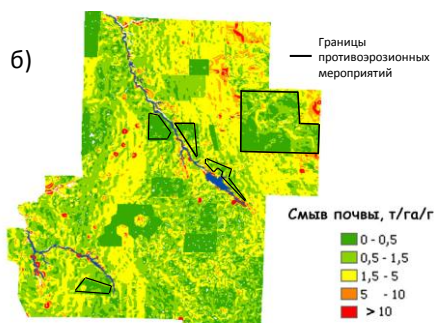 б)
Границы
противоэрозионных
мероприятий
Смыв почвы, т/га/г
0 - 0,5
0,5 - 1,5
1,5 - 5
5 - 10
> 10